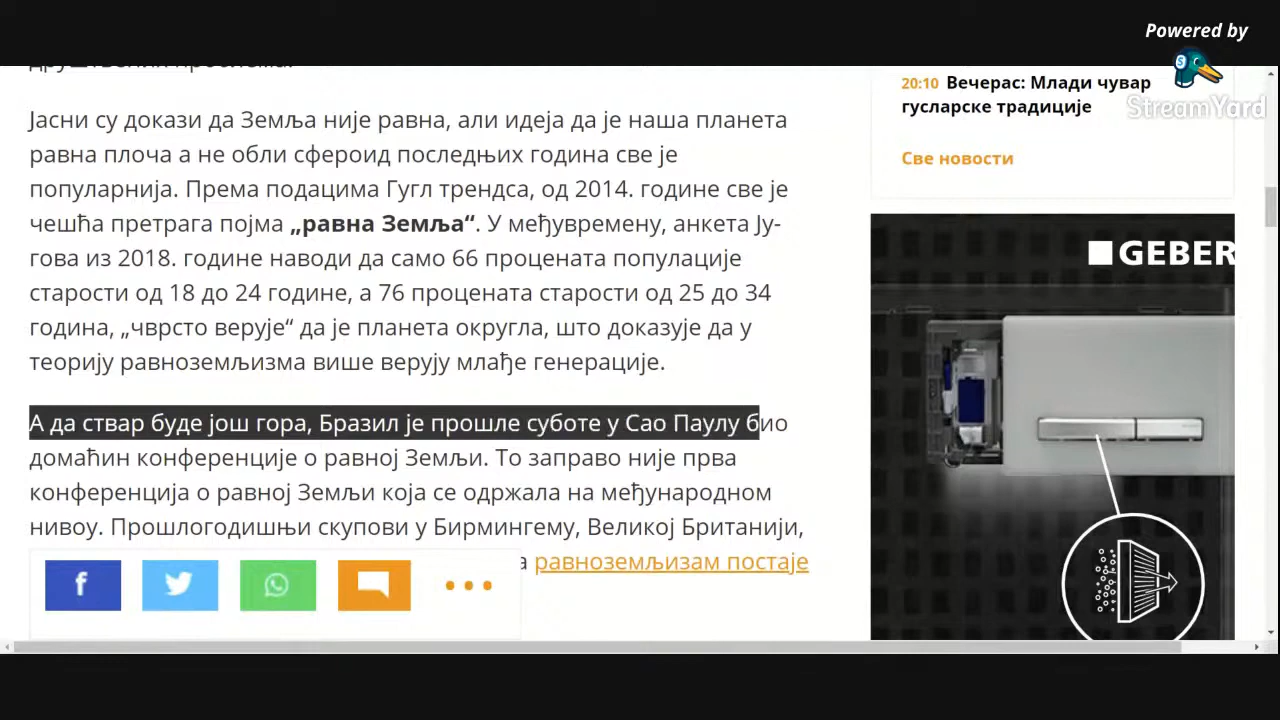 Powered by
StreamYard
друштвених проблема.
Јасни су докази да Земља није равна, али идеја да је наша планета
равна плоча а не обли сфероид последњих година све је
популарнија. Према подацима Гугл трендса, од 2014. године све је
чешћа претрага појма „равна Земља“. У међувремену, анкета Ју-
гова из 2018. године наводи да само 66 процената популације
старости од 18 до 24 године, а 76 процената старости од 25 до 34
година, „чврсто верује“ да је планета округла, што доказује да у
теорију равноземљизма више верују млађе генерације.
А да ствар буде још гора, Бразил је прошле суботе у Сао Паулу био
домаћин конференције о равној Земљи. То заправо није прва
конференција о равној Земљи која се одржала на међународном
нивоу. Прошлогодишњи скупови у Бирмингему, Великој Британији,
а равноземљизам постаје
20:10 Вечерас: Млади чувар
гусларске традиције
Све новости
GEBER